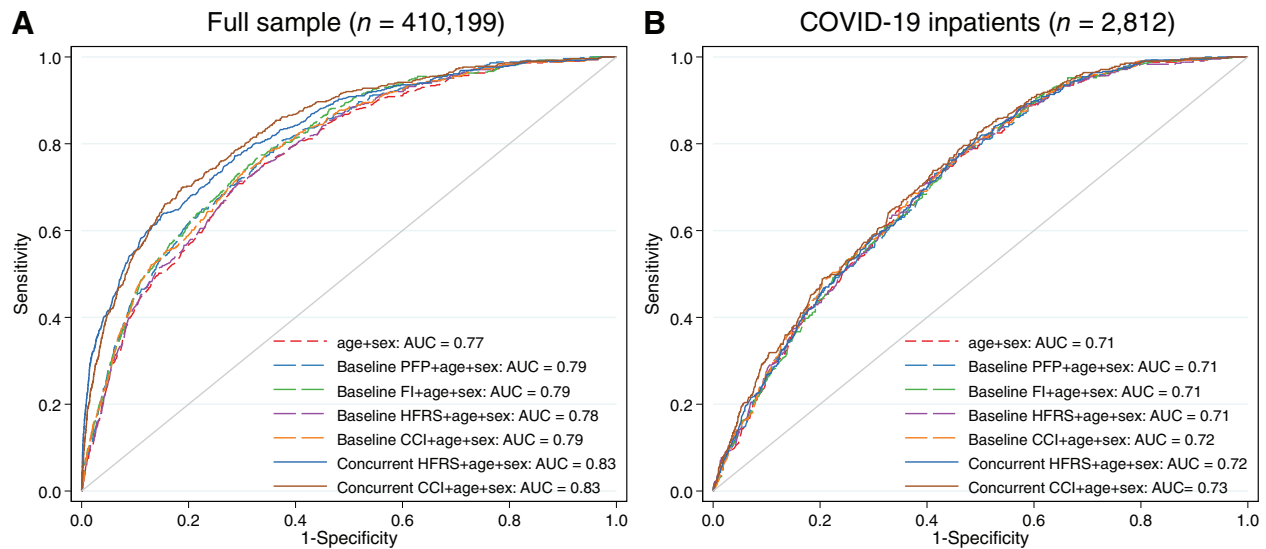 A Full sample (n = 410,199)
1.0
0.8
0.6
0.4
0.2
0.0
Sensitivity
age+sex: AUC = 0.77
Baseline PFP+age+sex: AUC = 0.79
Baseline FI+age+sex: AUC = 0.79
Baseline HFRS+age+sex: AUC = 0.78
Baseline CCI+age+sex: AUC = 0.79
Concurrent HFRS+age+sex: AUC = 0.83
Concurrent CCI+age+sex: AUC = 0.83
0.0 0.2 0.4 0.6 0.8 1.0
1-Specificity
B COVID-19 inpatients (n = 2,812)
1.0
0.8
0.6
0.4
0.2
0.0
Sensitivity
age+sex: AUC = 0.71
Baseline PFP+age+sex: AUC = 0.71
Baseline FI+age+sex: AUC = 0.71
Baseline HFRS+age+sex: AUC = 0.71
Baseline CCI+age+sex: AUC = 0.72
Concurrent HFRS+age+sex: AUC = 0.72
Concurrent CCI+age+sex: AUC= 0.73
0.0 0.2 0.4 0.6 0.8 1.0
1-Specificity